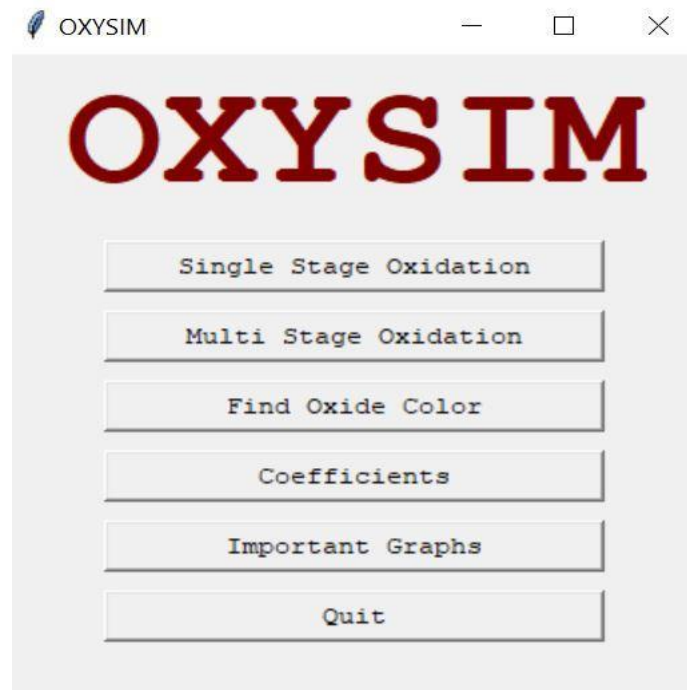 OXYSIM
OXYSIM
Single Stage Oxidation
Multi Stage Oxidation
Find Oxide Color
Coefficients
Important Graphs
Quit